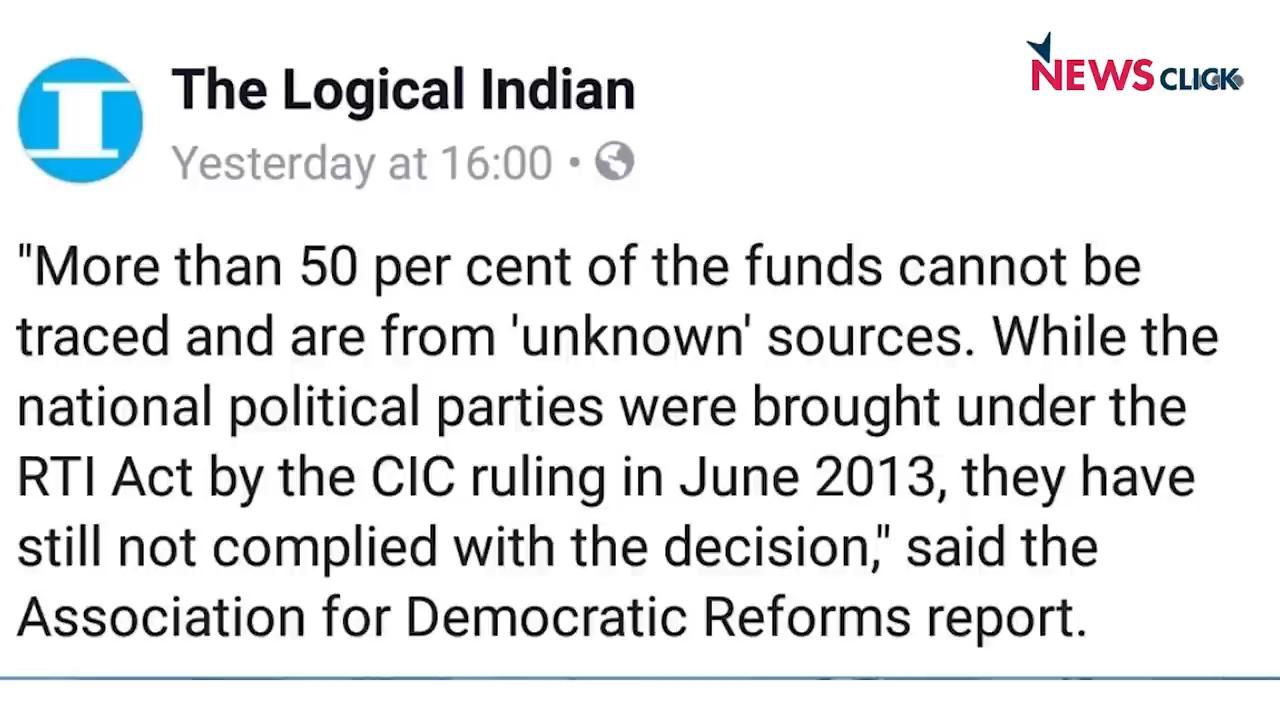 The Logical Indian
NEWSCLICK
Yesterday at 16:00 •
"More than 50 per cent of the funds cannot be
traced and are from 'unknown' sources. While the
national political parties were brought under the
RTI Act by the CIC ruling in June 2013, they have
still not complied with the decision," said the
Association for Democratic Reforms report.